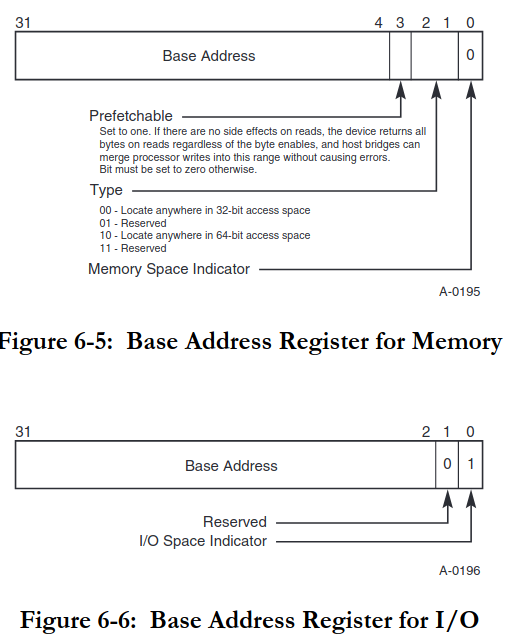 31 4 3 2 1 0
Base Address 0
Prefetchable
Set to one. If there are no side effects on reads, the device returns all
bytes on reads regardless of the byte enables, and host bridges can
merge processor writes into this range without causing errors.
Bit must be set to zero otherwise.
Type
00 - Locate anywhere in 32-bit access space
01 - Reserved
10 - Locate anywhere in 64-bit access space
11 - Reserved
Memory Space Indicator
A-0195
Figure 6-5: Base Address Register for Memory
31 2 1 0
Base Address 0 1
Reserved
I/O Space Indicator
A-0196
Figure 6-6: Base Address Register for I/O